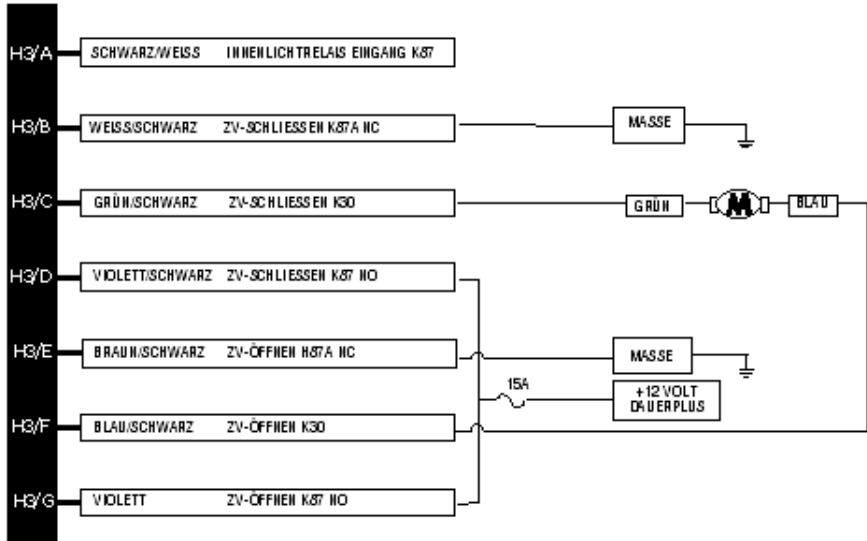 H3/A SCHWARZ/WEISS INNENLICHTRELAIS EINGANG K87
H3/B WEISS/SCHWARZ ZV-SCHLIESSEN K87A NC MASSE
H3/C GRÜN/SCHWARZ ZV-SCHLIESSEN K30 GRÜN M BLAU
H3/D VIOLETT/SCHWARZ ZV-SCHLIESSEN K87 NO
H3/E BRAUN/SCHWARZ ZV-ÖFFNEN H87A NC MASSE
15A +12 VOLT
DAUERPLUS
H3/F BLAU/SCHWARZ ZV-ÖFFNEN K30
H3/G VIOLETT ZV-ÖFFNEN K87 NO